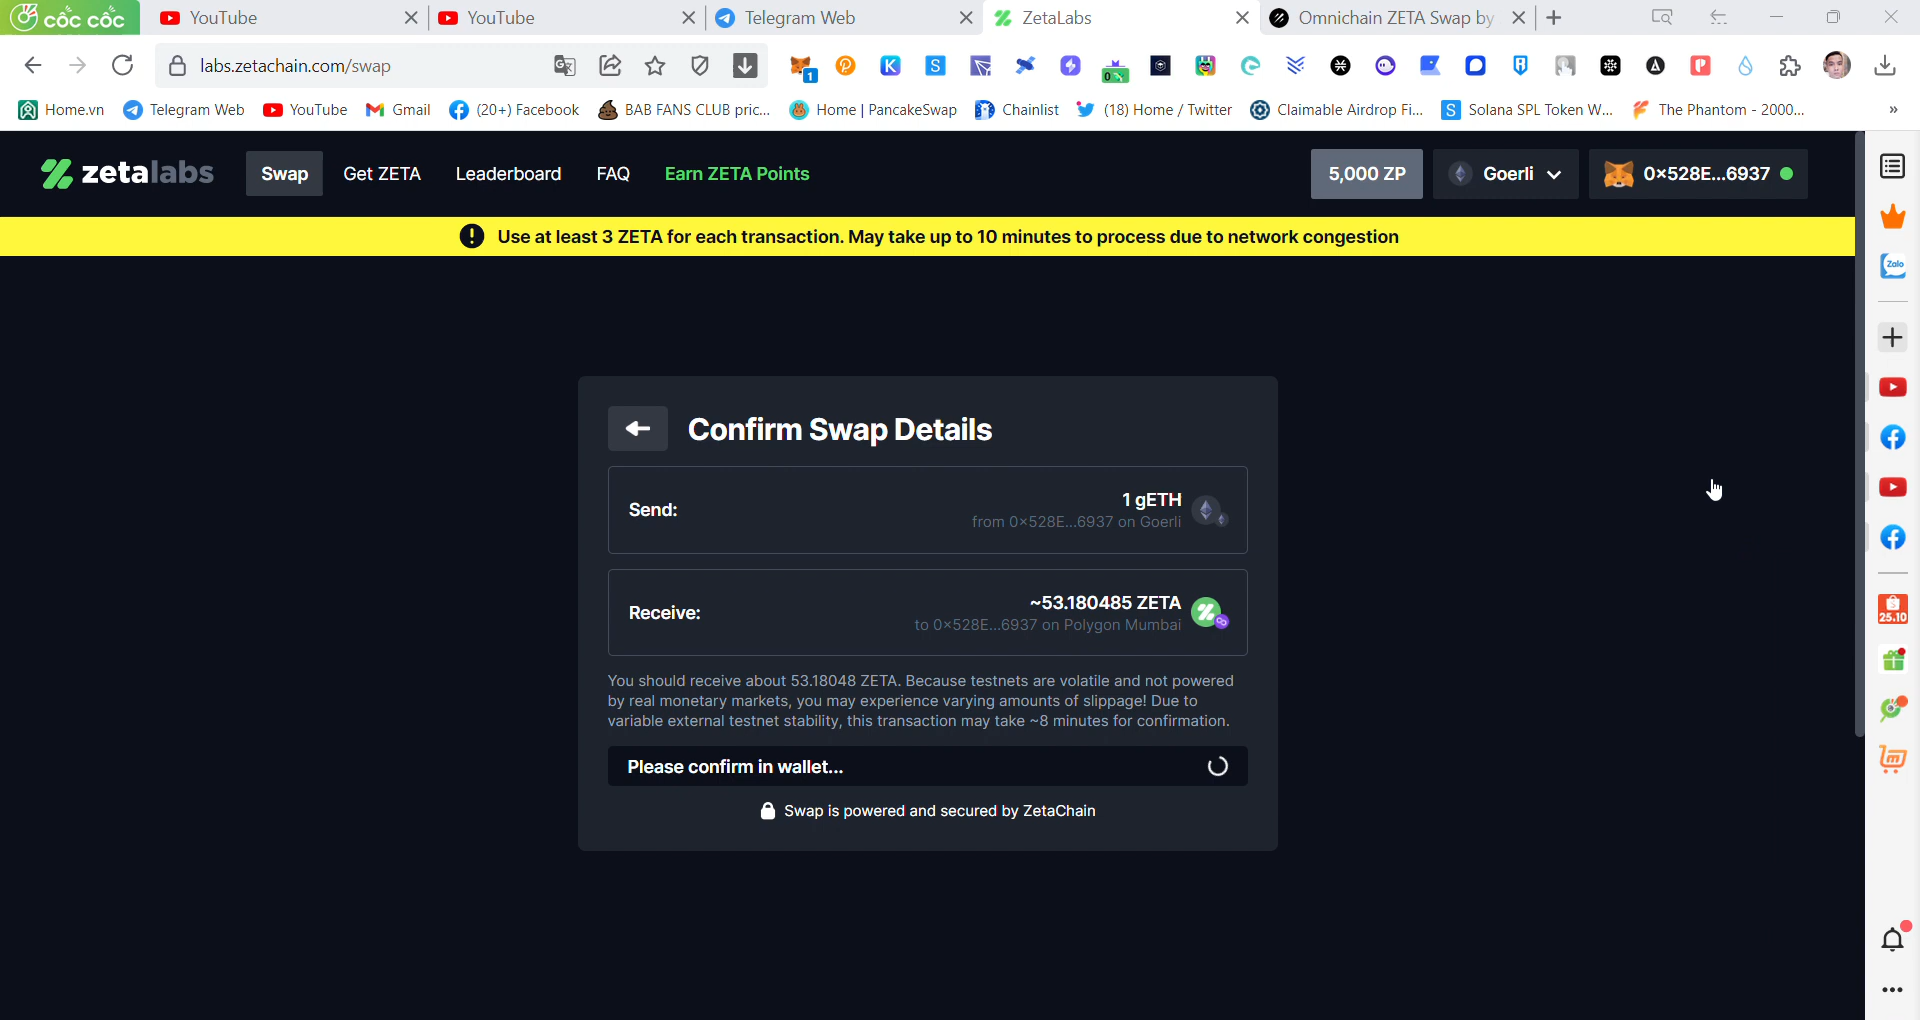 cốc cốc
YouTube
YouTube
Telegram Web
ZetaLabs
Omnichain ZETA Swap by
labs.zetachain.com/swap
1
0
Home.vn
Telegram Web
YouTube
Gmail
(20+) Facebook
BAB FANS CLUB pric...
Home | PancakeSwap
Chainlist
(18) Home / Twitter
Claimable Airdrop Fi...
Solana SPL Token W...
The Phantom - 2000...
»
zetalabs
Swap
Get ZETA
Leaderboard
FAQ
Earn ZETA Points
5,000 ZP
Goerli
0×528E...6937
Use at least 3 ZETA for each transaction. May take up to 10 minutes to process due to network congestion
Zalo
Confirm Swap Details
Send:
1 gETH
from 0×528E...6937 on Goerli
Receive:
~53.180485 ZETA
to 0×528E...6937 on Polygon Mumbai
25.10
You should receive about 53.18048 ZETA. Because testnets are volatile and not powered
by real monetary markets, you may experience varying amounts of slippage! Due to
variable external testnet stability, this transaction may take ~8 minutes for confirmation.
Please confirm in wallet...
Swap is powered and secured by ZetaChain